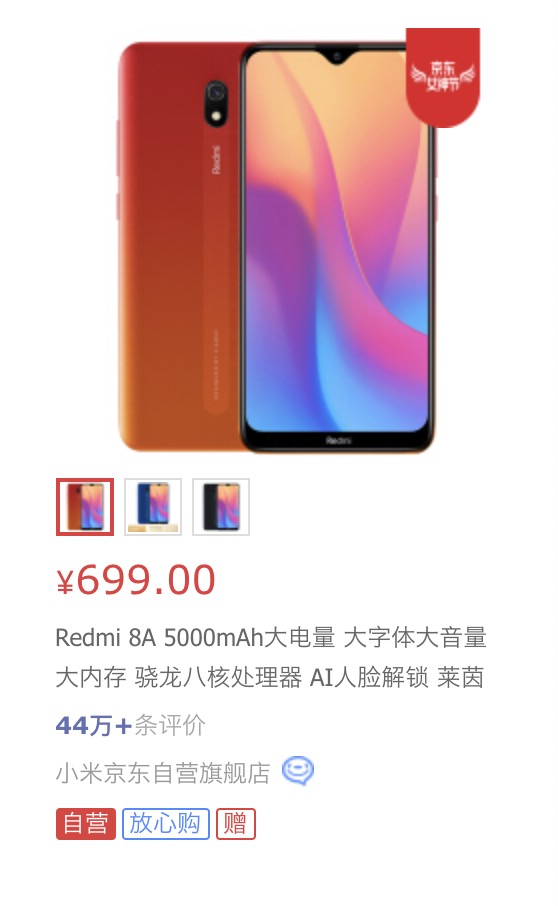 京东
女神节
Redmi
Redmi
¥699.00
Redmi 8A 5000mAh大电量 大字体大音量
大内存 骁龙八核处理器 AI人脸解锁 莱茵
44万+条评价
小米京东自营旗舰店
自营 放心购 赠